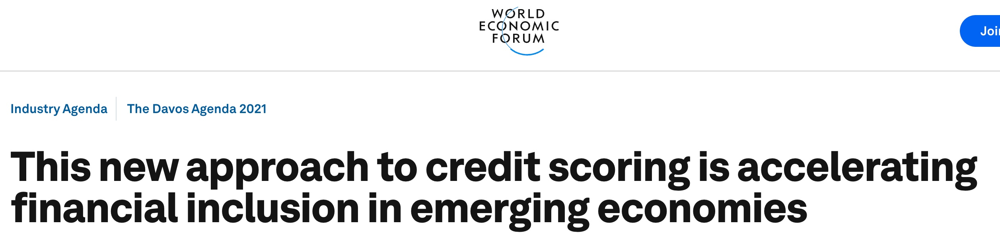 WORLD
ECONOMIC
FORUM
Industry Agenda
The Davos Agenda 2021
This new approach to credit scoring is accelerating
financial inclusion in emerging economies